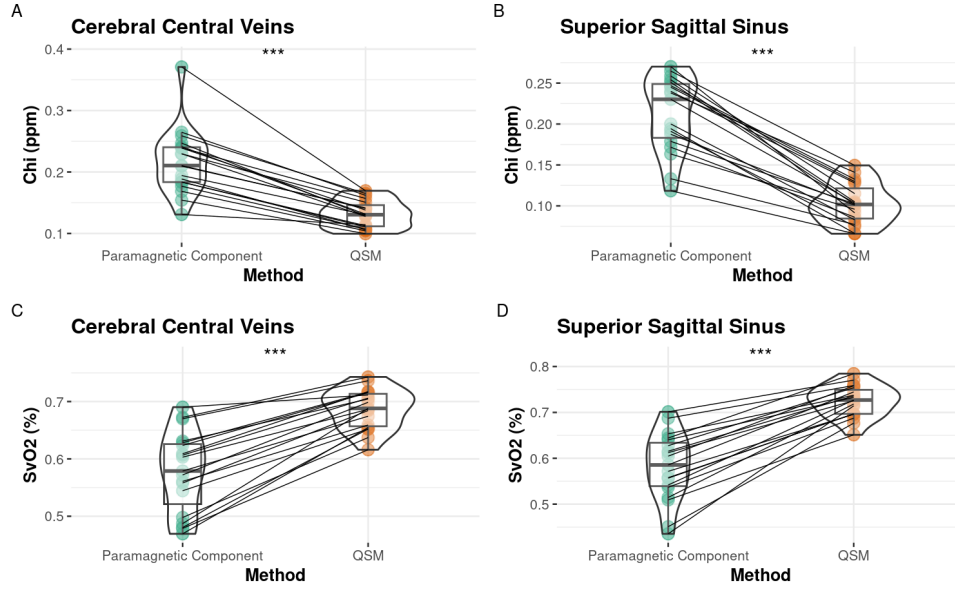 A
Cerebral Central Veins
***
Chi (ppm)
0.4
0.3
0.2
0.1
Paramagnetic Component
QSM
Method
B
Superior Sagittal Sinus
***
Chi (ppm)
0.25
0.20
0.15
0.10
Paramagnetic Component
QSM
Method
C
Cerebral Central Veins
***
SvO2 (%)
0.7
0.6
0.5
Paramagnetic Component
QSM
Method
D
Superior Sagittal Sinus
***
SvO2 (%)
0.8
0.7
0.6
0.5
Paramagnetic Component
QSM
Method